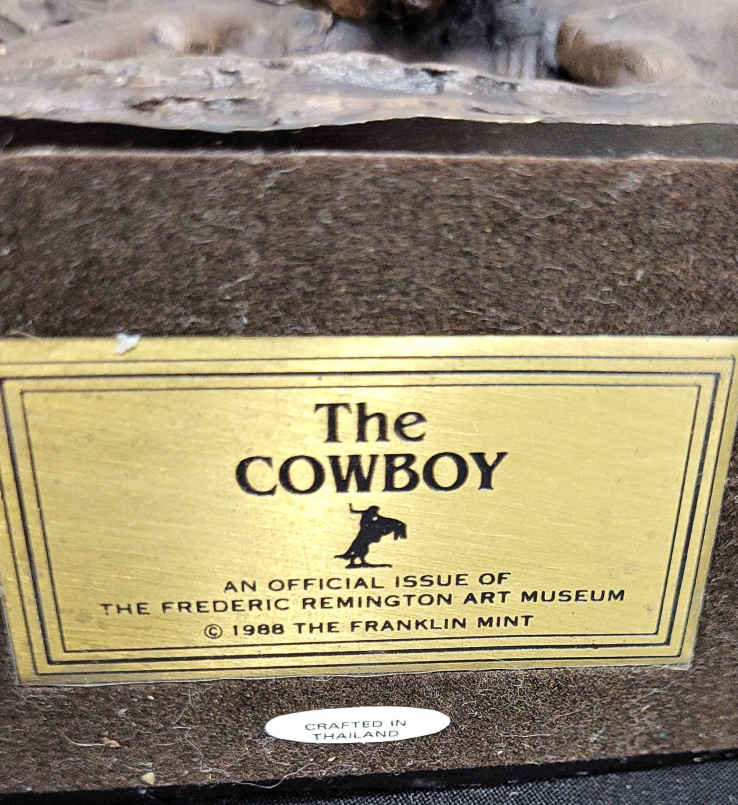 The
COWBOY
AN OFFICIAL ISSUE OF
THE FREDERIC REMINGTON ART MUSEUM
© 1988 THE FRANKLIN MINT
CRAFTED IN
THAILAND